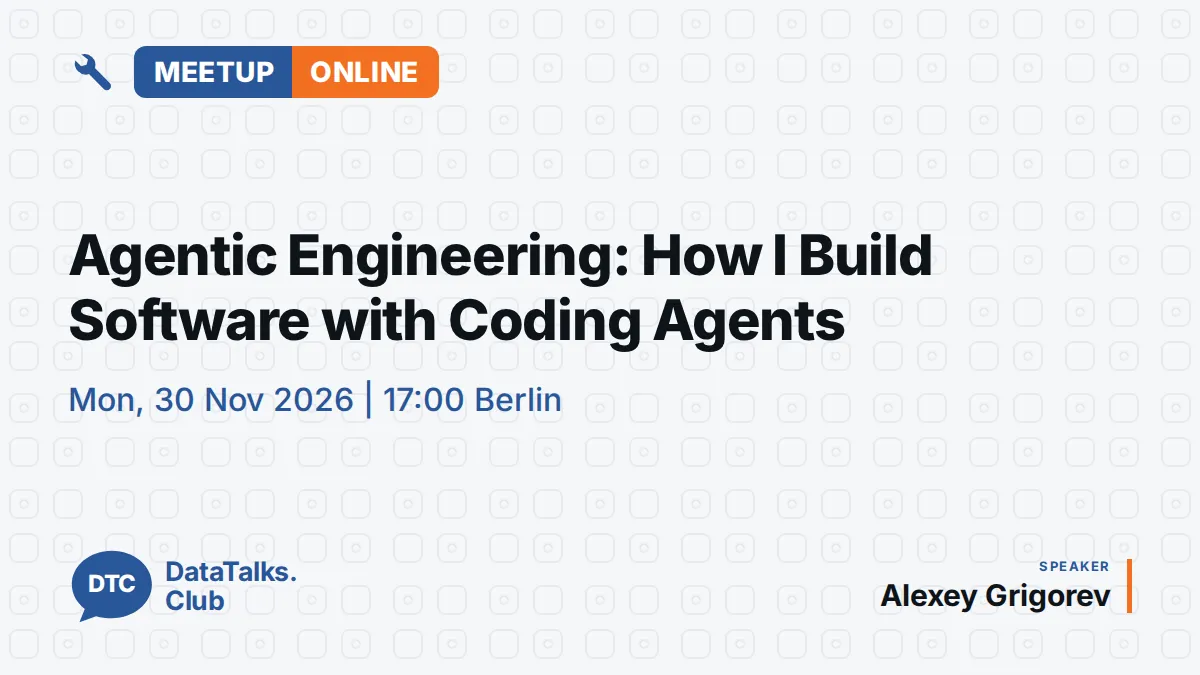 MEETUP ONLINE
Agentic Engineering: How I Build
Software with Coding Agents
Mon, 30 Nov 2026 | 17:00 Berlin
DTC
DataTalks.
Club
SPEAKER
Alexey Grigorev